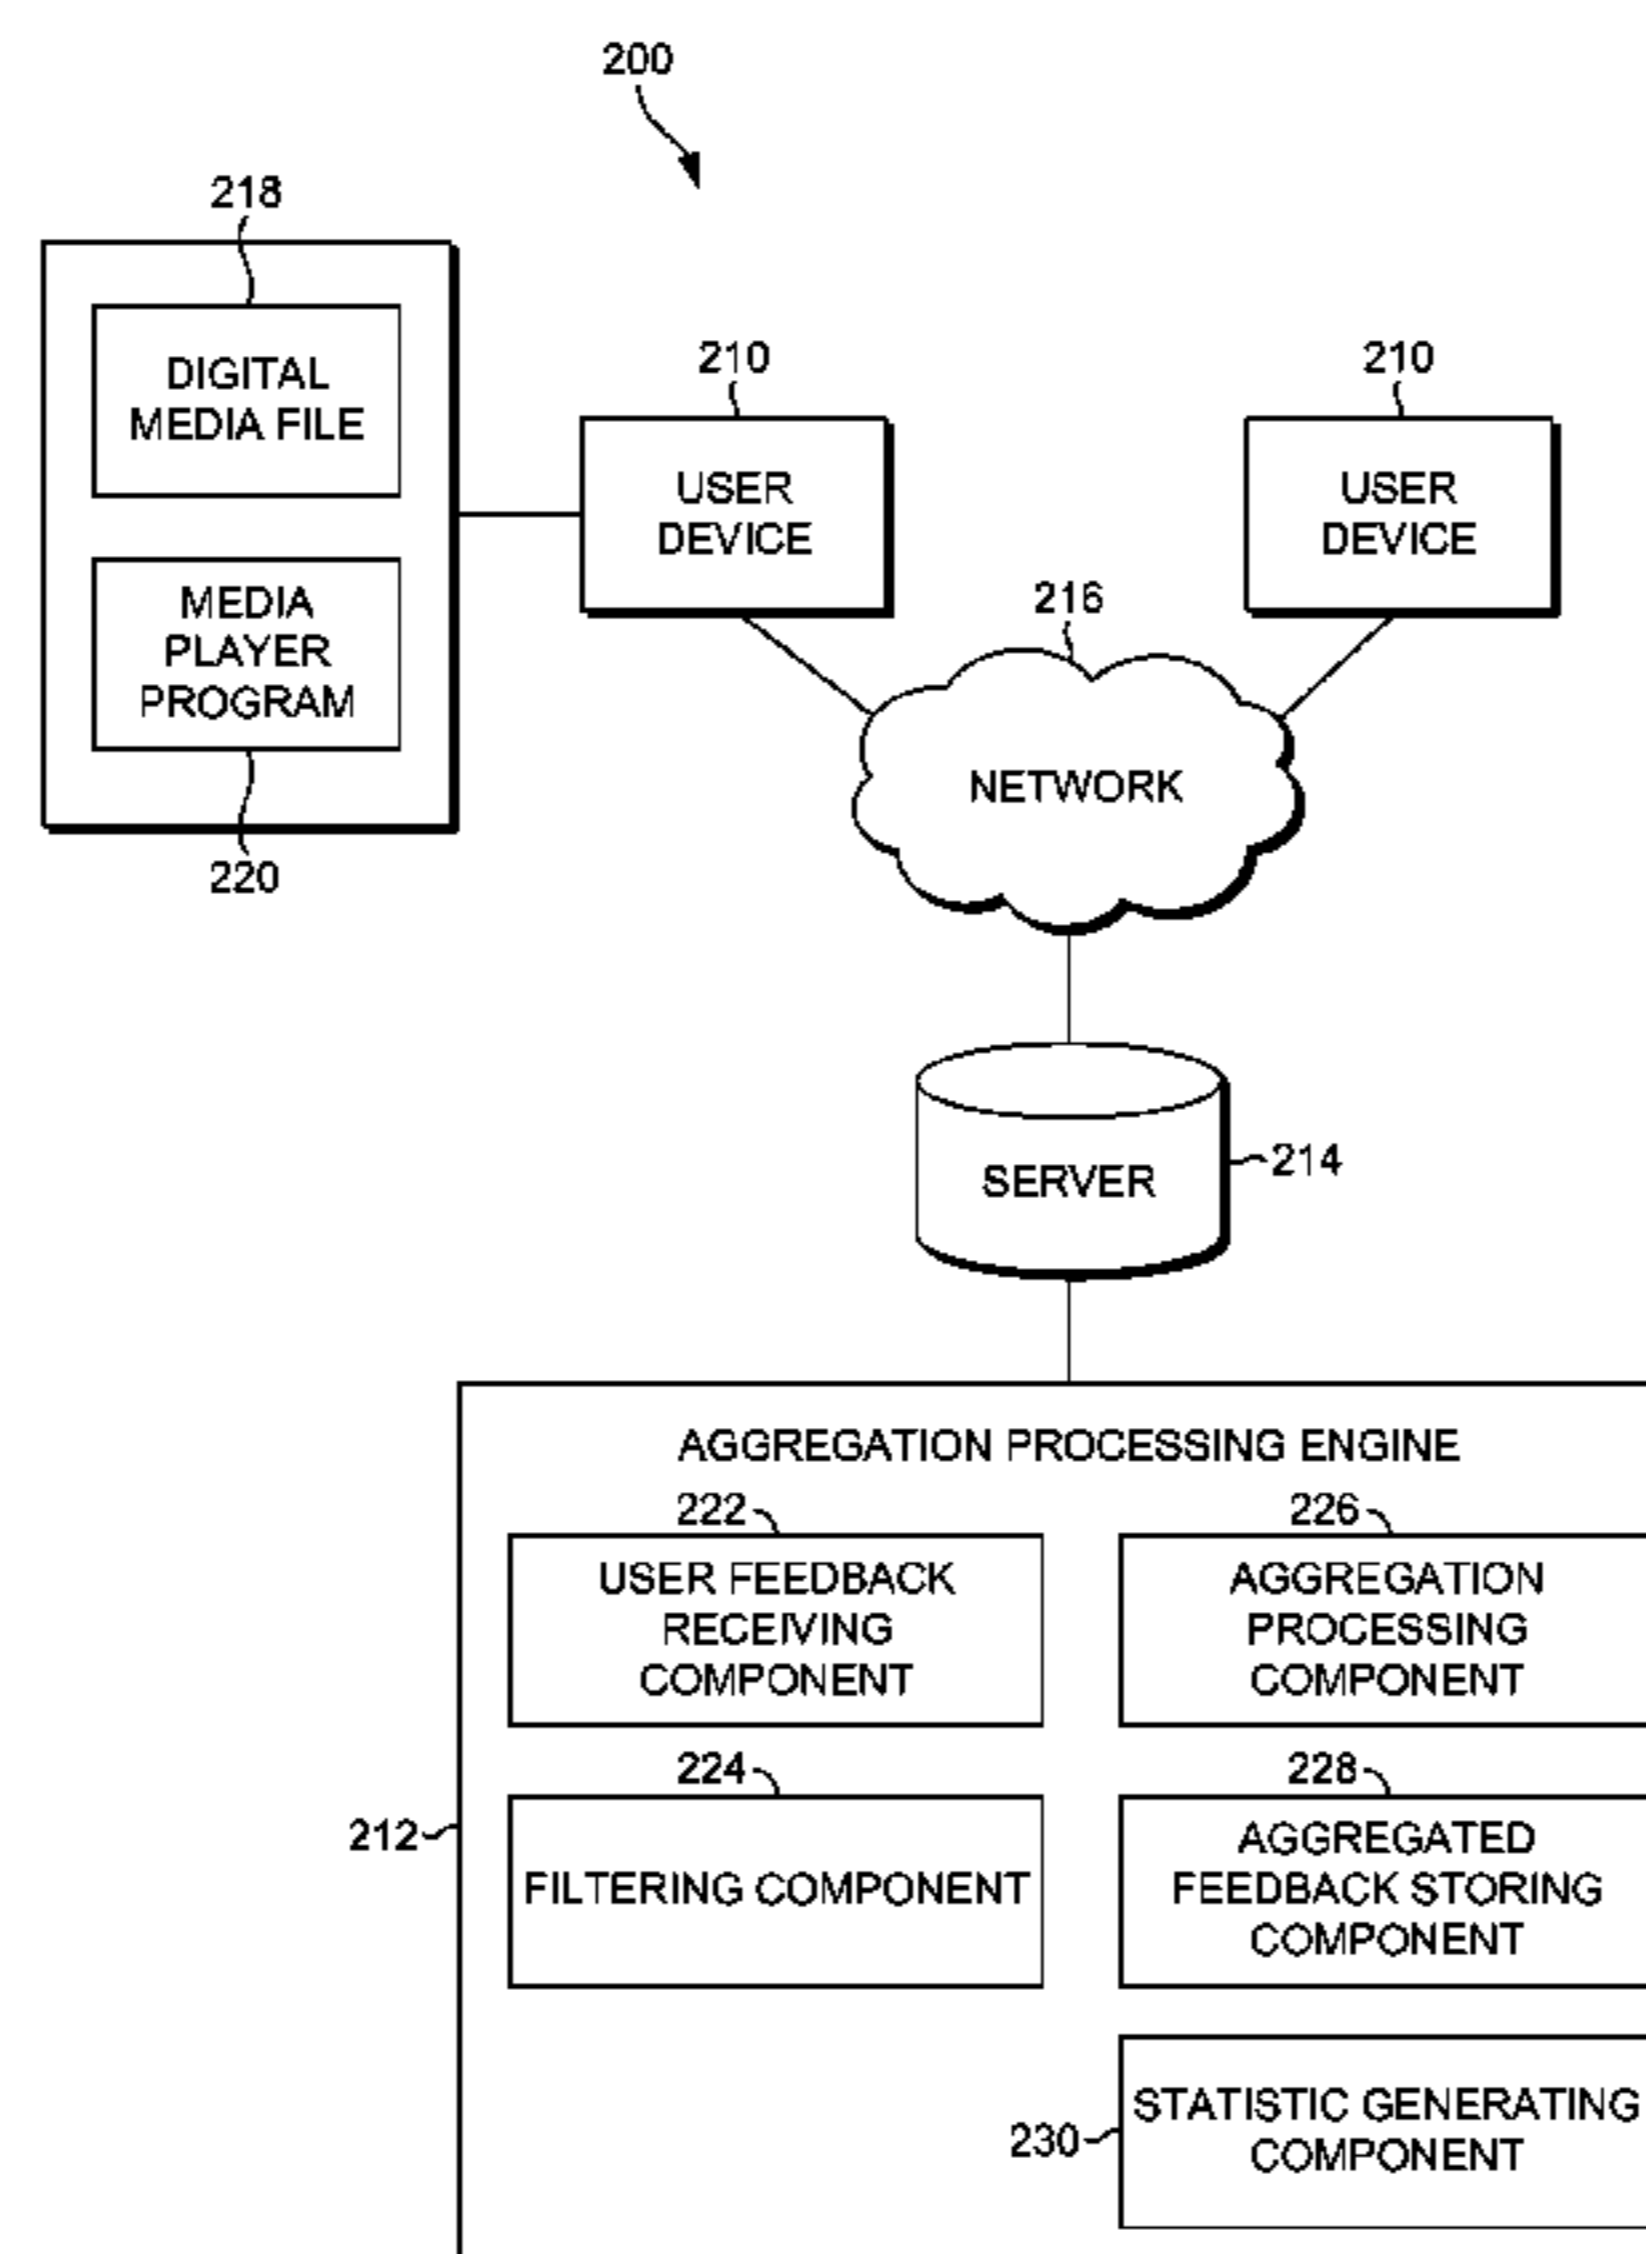 200
218
DIGITAL
MEDIA FILE
MEDIA
PLAYER
PROGRAM
220
210
USER
DEVICE
210
USER
DEVICE
216
NETWORK
SERVER
214
AGGREGATION PROCESSING ENGINE
212
222
USER FEEDBACK
RECEIVING
COMPONENT
226
AGGREGATION
PROCESSING
COMPONENT
224
FILTERING COMPONENT
228
AGGREGATED
FEEDBACK STORING
COMPONENT
230
STATISTIC GENERATING
COMPONENT